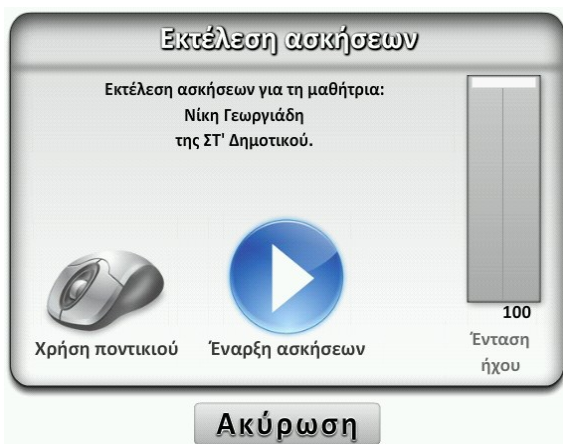 Εκτέλεση ασκήσεων
Εκτέλεση ασκήσεων για τη μαθήτρια:
Νίκη Γεωργιάδη
της ΣΤ' Δημοτικού.
100
Χρήση ποντικιού
Έναρξη ασκήσεων
Ένταση
ήχου
Ακύρωση